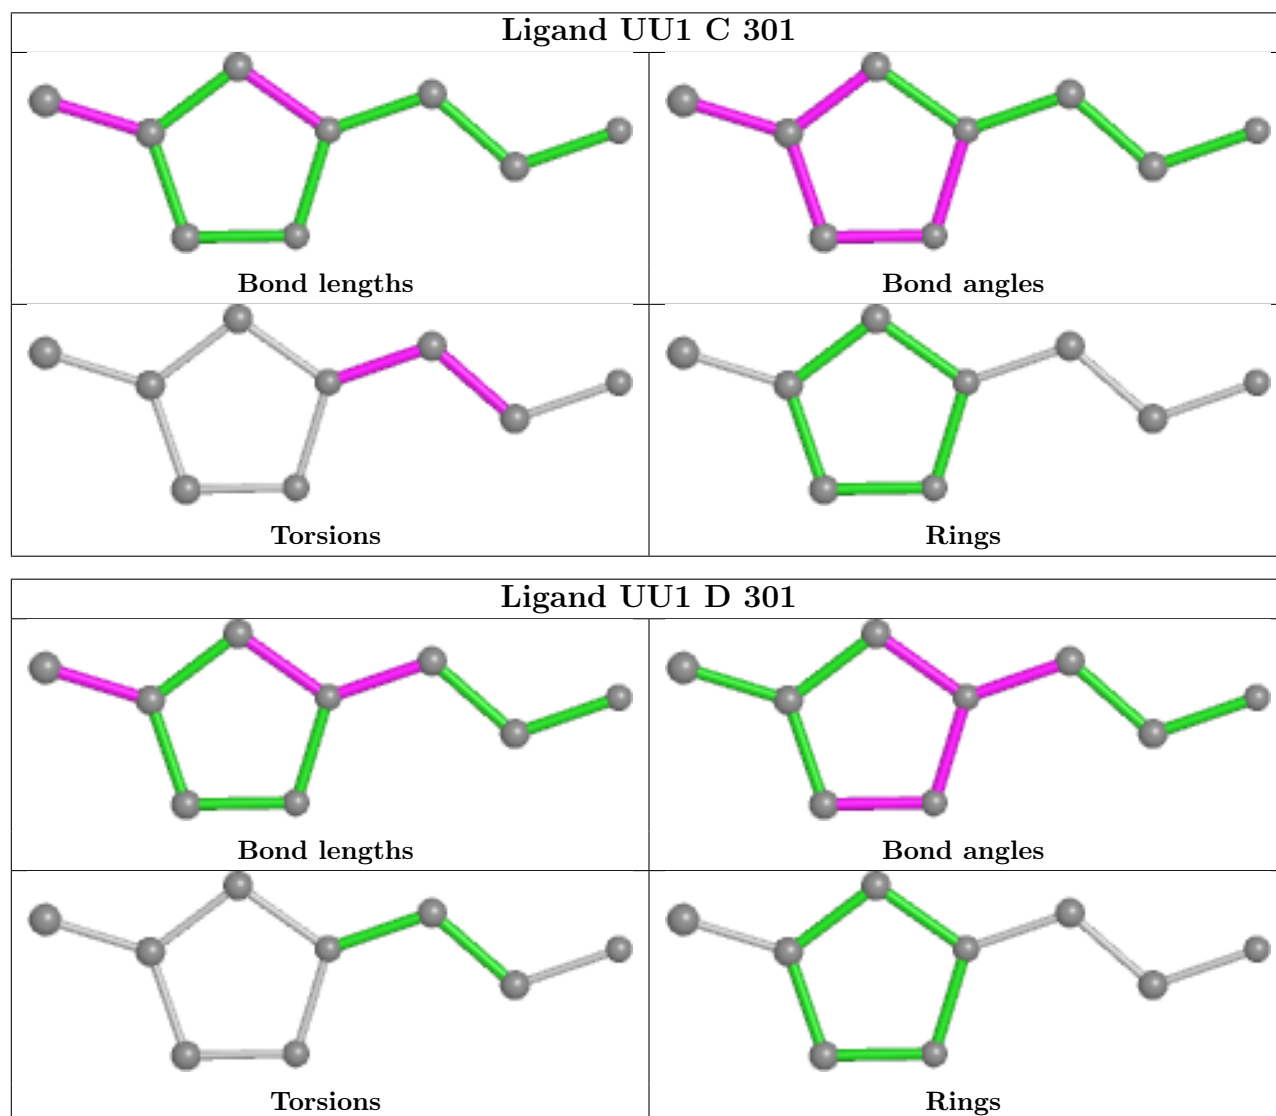 Ligand UU1 C 301
Bond lengths Bond angles
Torsions Rings
Ligand UU1 D 301
Bond lengths Bond angles
Torsions Rings